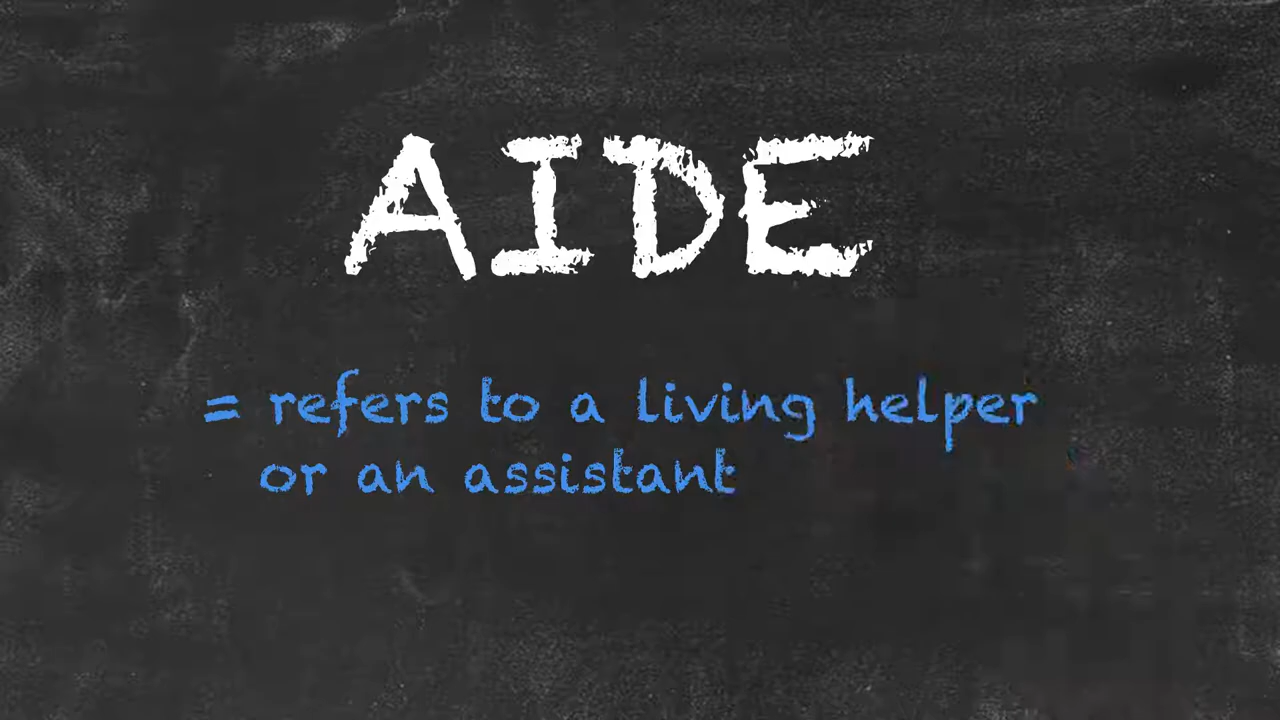 AIDE
= refers to a living helper
or an assistant